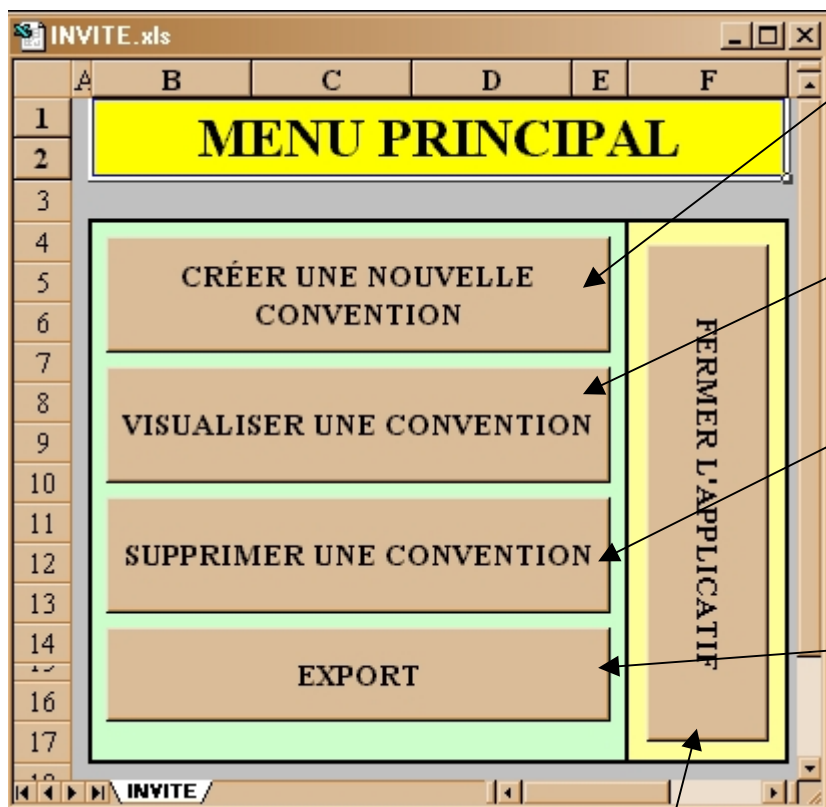 INVITE.xls
A B C D E F
1
MENU PRINCIPAL
2
3
4
5
CRÉER UNE NOUVELLE
CONVENTION
6
7
8
VISUALISER UNE CONVENTION
9
10
11
12
SUPPRIMER UNE CONVENTION
13
14
EXPORT
16
17
FERMER L'APPLICATIF
INVITE